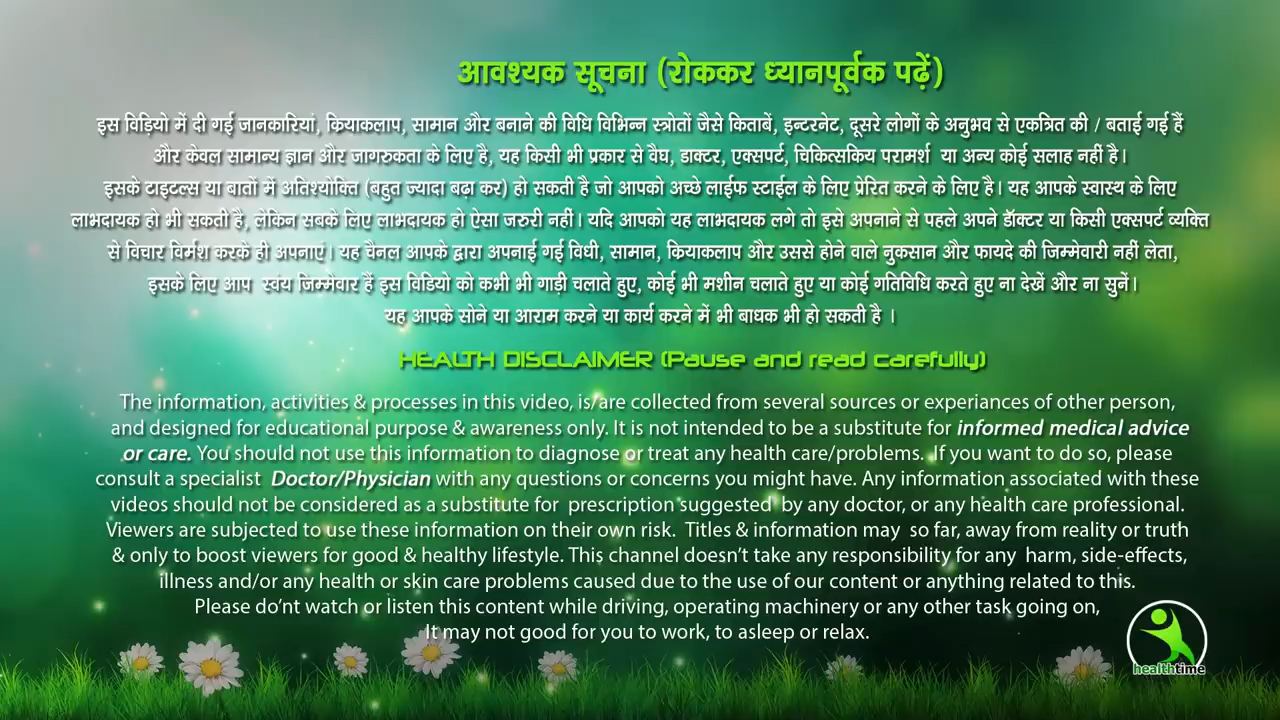 आवश्यक सूचना (रोककर ध्यानपूर्वक पढ़ें)
इस विड़ियो में दी गई जानकारियां, क्रियाकलाप, सामान और बनाने की विधि विभिन्न स्त्रोतों जैसे किताबें, इन्टरनेट, दूसरे लोगों के अनुभव से एकत्रित की / बताई गई हैं
और केवल सामान्य ज्ञान और जागरुकता के लिए है, यह किसी भी प्रकार से वैघ, डाक्टर, एक्सपर्ट, चिकित्सकिय परामर्श या अन्य कोई सलाह नहीं है।
इसके टाइटल्स या बातों में अतिश्योक्ति (बहुत ज्यादा बढ़ा कर) हो सकती है जो आपको अच्छे लाईफ स्टाईल के लिए प्रेरित करने के लिए है। यह आपके स्वास्थ के लिए
लाभदायक हो भी सकती है, लेकिन सबके लिए लाभदायक हो ऐसा जरुरी नहीं। यदि आपको यह लाभदायक लगे तो इसे अपनाने से पहले अपने डॉक्टर या किसी एक्सपर्ट व्यक्ति
से विचार विर्मश करके ही अपनाएं। यह चैनल आपके द्वारा अपनाई गई विधी, सामान, क्रियाकलाप और उससे होने वाले नुकसान और फायदे की जिम्मेवारी नहीं लेता,
इसके लिए आप स्वंय जिम्मेवार हैं इस विडियो को कभी भी गाड़ी चलाते हुए, कोई भी मशीन चलाते हुए या कोई गतिविधि करते हुए ना देखें और ना सुनें।
यह आपके सोने या आराम करने या कार्य करने में भी बाधक भी हो सकती है ।
HEALTH DISCLAIMER (Pause and read carefully)
The information, activities & processes in this video, is/are collected from several sources or experiances of other person,
and designed for educational purpose & awareness only. It is not intended to be a substitute for informed medical advice
or care. You should not use this information to diagnose or treat any health care/problems. If you want to do so, please
consult a specialist Doctor/Physician with any questions or concerns you might have. Any information associated with these
videos should not be considered as a substitute for prescription suggested by any doctor, or any health care professional.
Viewers are subjected to use these information on their own risk. Titles & information may so far, away from reality or truth
& only to boost viewers for good & healthy lifestyle. This channel doesn't take any responsibility for any harm, side-effects,
illness and/or any health or skin care problems caused due to the use of our content or anything related to this.
Please do'nt watch or listen this content while driving, operating machinery or any other task going on,
It may not good for you to work, to asleep or relax.
healthtime